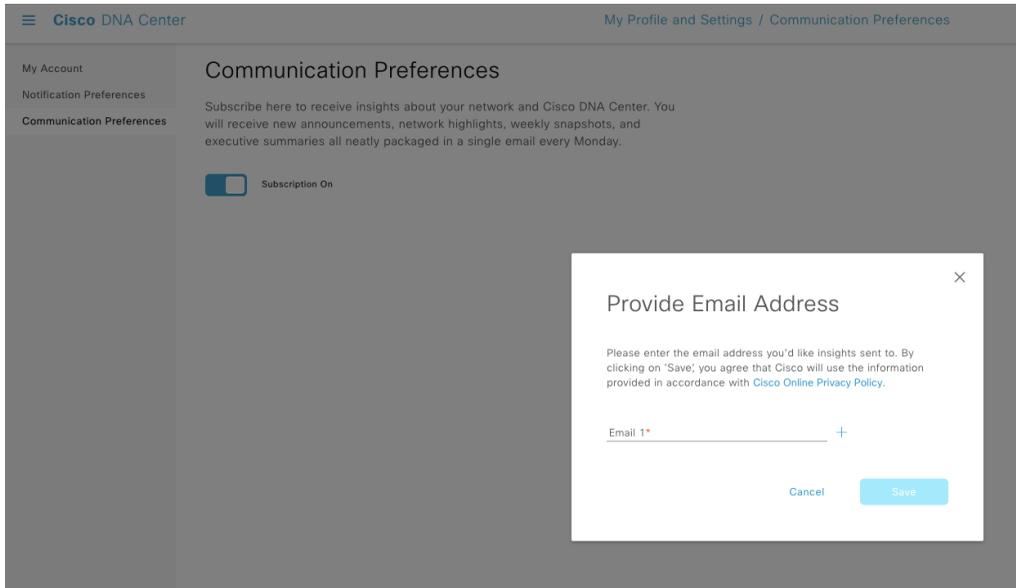 Cisco DNA Center
My Profile and Settings / Communication Preferences
My Account
Notification Preferences
Communication Preferences
Communication Preferences
Subscribe here to receive insights about your network and Cisco DNA Center. You
will receive new announcements, network highlights, weekly snapshots, and
executive summaries all neatly packaged in a single email every Monday.
Subscription On
Provide Email Address
Please enter the email address you'd like insights sent to. By
clicking on 'Save', you agree that Cisco will use the information
provided in accordance with Cisco Online Privacy Policy.
Email 1*
Cancel
Save